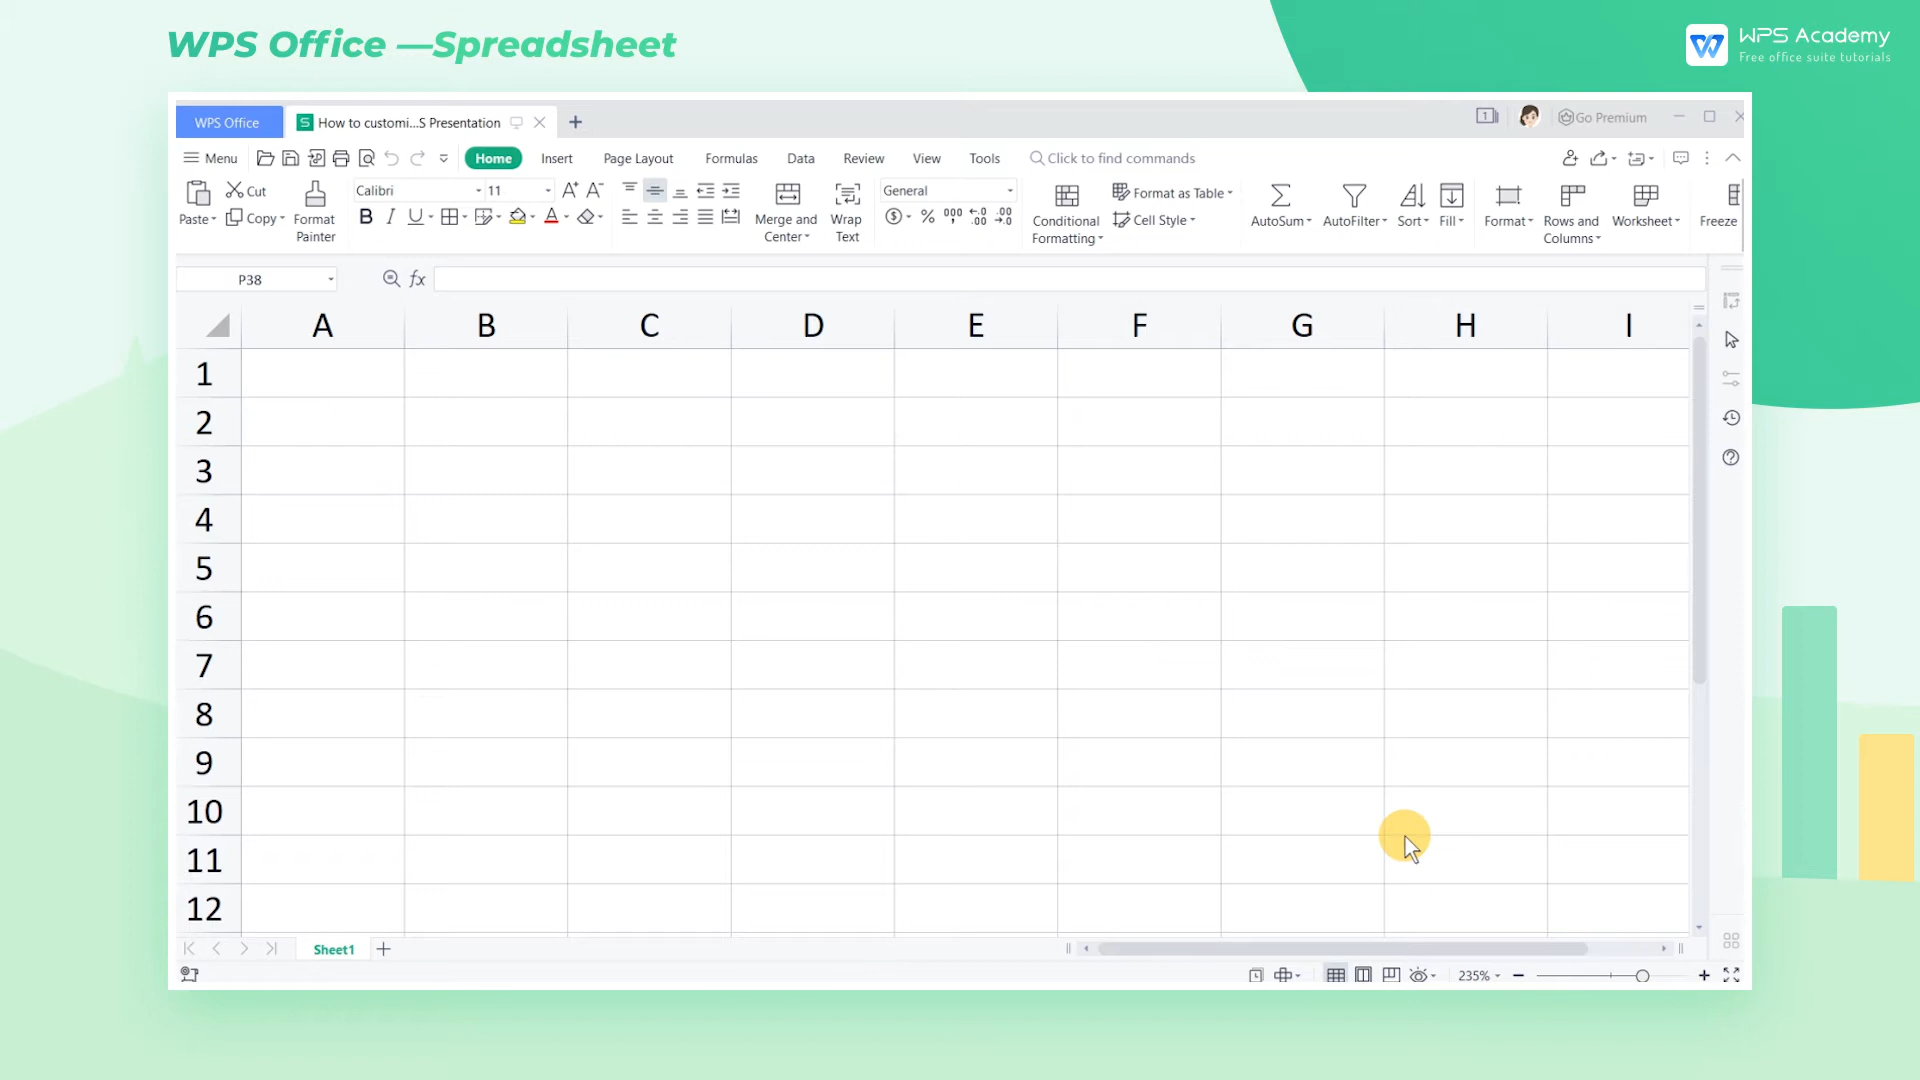 WPS Office —Spreadsheet
WPS Academy
Free office suite tutorials
WPS Office
How to customi...S Presentation
1
Go Premium
Menu
Home
Insert
Page Layout
Formulas
Data
Review
View
Tools
Click to find commands
Paste
Cut
Copy
Format Painter
Calibri
11
B I U A
Merge and Center
Wrap Text
General
% 000 .00 .00
Conditional Formatting
Format as Table
Cell Style
AutoSum
AutoFilter
Sort
Fill
Format
Rows and Columns
Worksheet
Freeze
P38
fx
A B C D E F G H I
1
2
3
4
5
6
7
8
9
10
11
12
Sheet1
235%